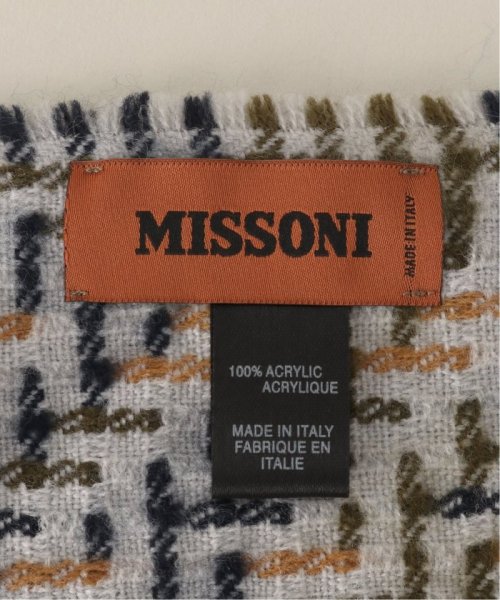 MISSONI
MADE IN ITALY
100% ACRYLIC
ACRYLIQUE
MADE IN ITALY
FABRIQUE EN
ITALIE